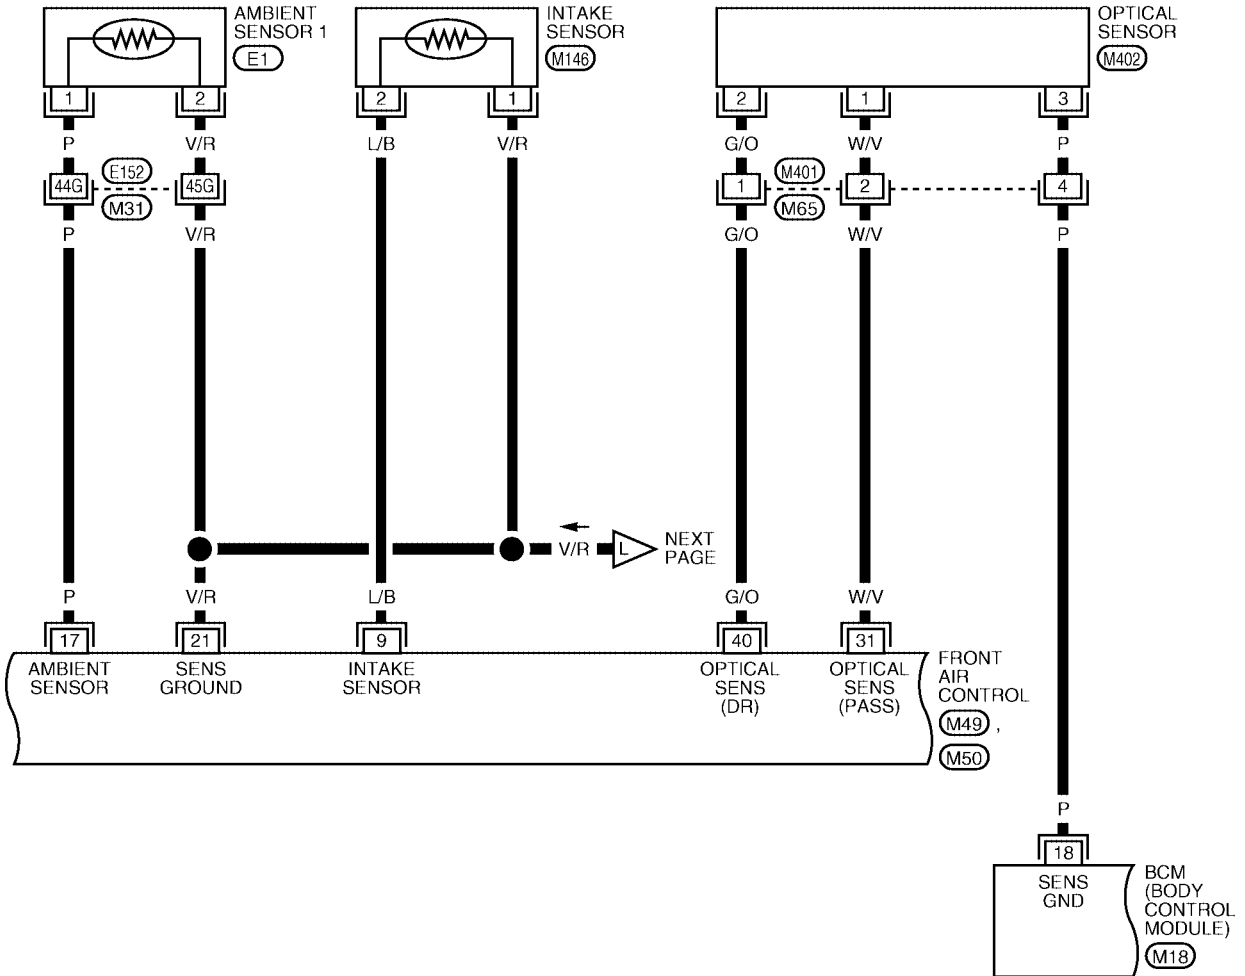 AMBIENT
SENSOR 1
E1
INTAKE
SENSOR
M146
OPTICAL
SENSOR
M402
1
2
2
1
2
1
3
P
V/R
L/B
V/R
G/O
W/V
P
44G
E152
M31
45G
1
M401
M65
2
4
P
V/R
G/O
W/V
P
V/R
L
NEXT
PAGE
P
V/R
L/B
G/O
W/V
17
21
9
40
31
AMBIENT
SENSOR
SENS
GROUND
INTAKE
SENSOR
OPTICAL
SENS
(DR)
OPTICAL
SENS
(PASS)
FRONT
AIR
CONTROL
M49 ,
M50
P
18
SENS
GND
BCM
(BODY
CONTROL
MODULE)
M18